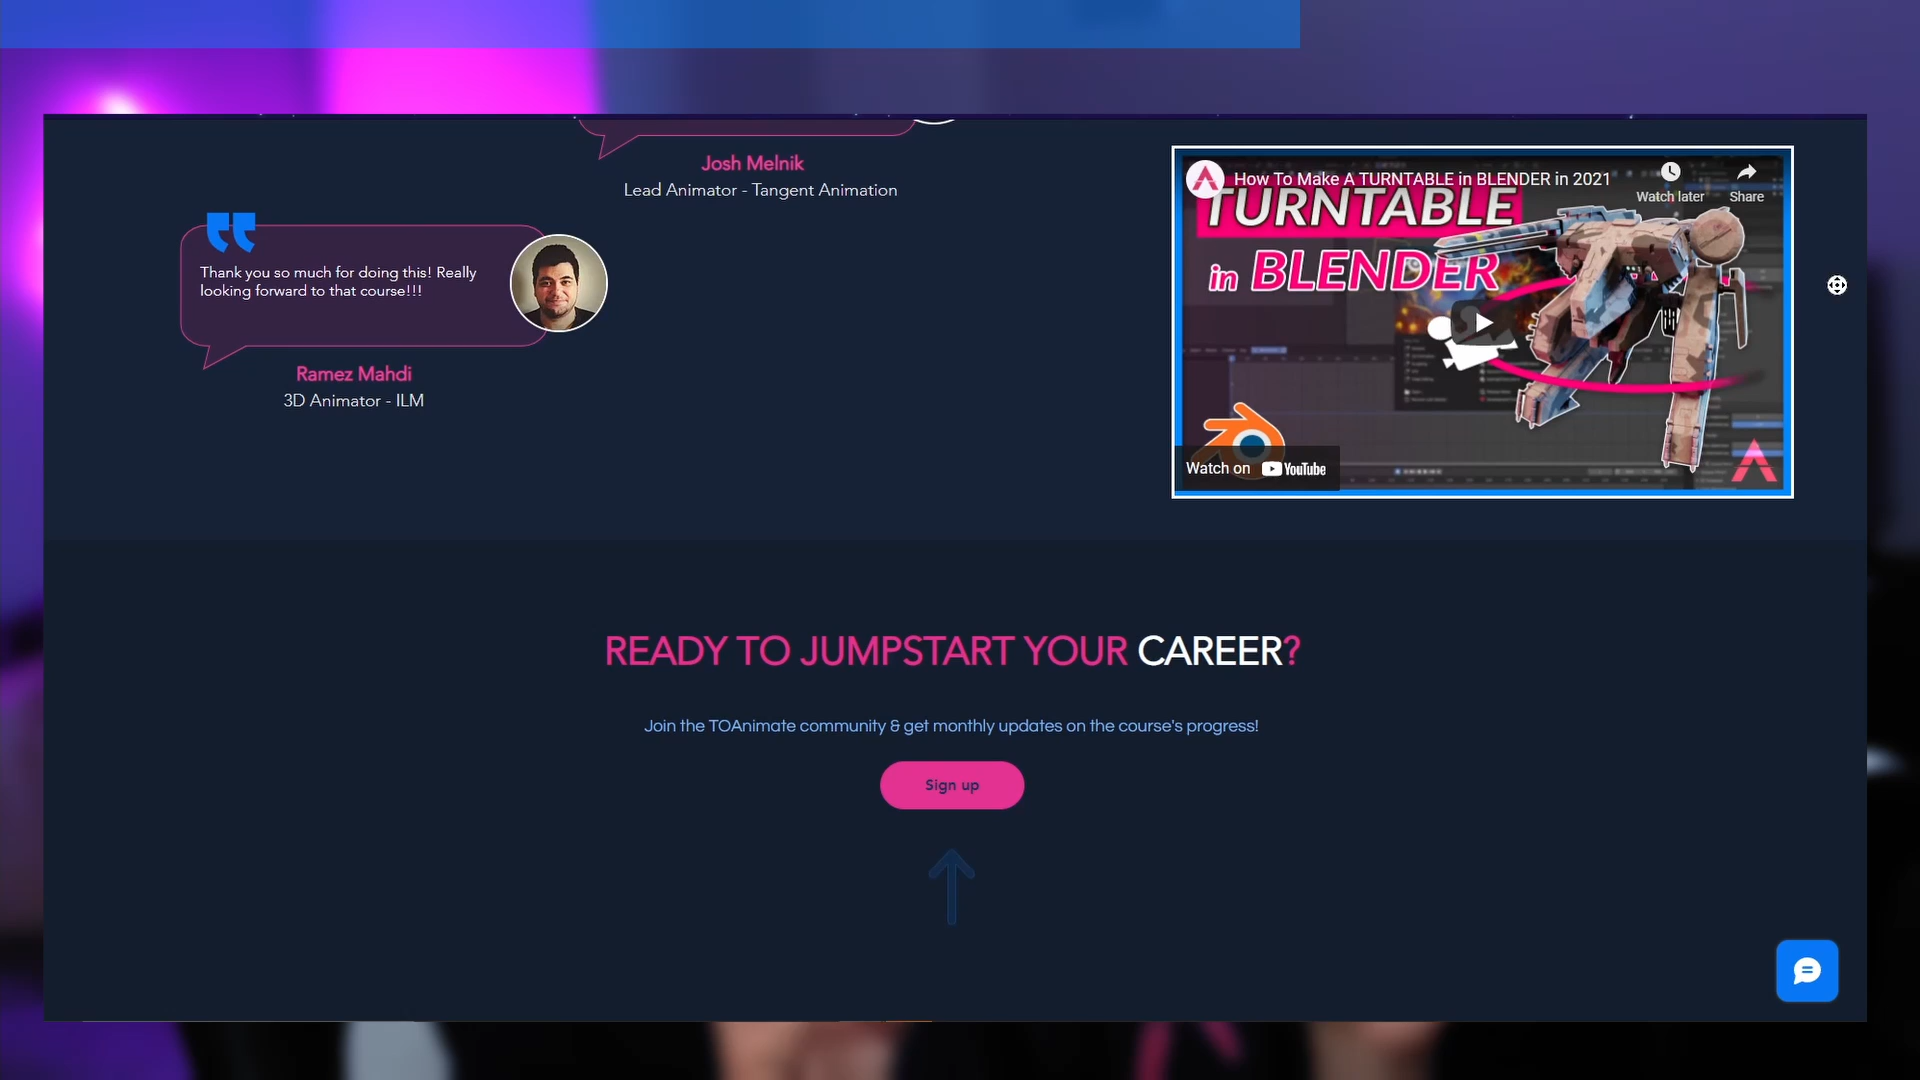 Josh Melnik
Lead Animator - Tangent Animation
Thank you so much for doing this! Really
looking forward to that course!!!
Ramez Mahdi
3D Animator - ILM
How To Make A TURNTABLE in BLENDER in 2021
Watch later
Share
TURNTABLE
in BLENDER
Watch on YouTube
READY TO JUMPSTART YOUR CAREER?
Join the TOAnimate community & get monthly updates on the course's progress!
Sign up